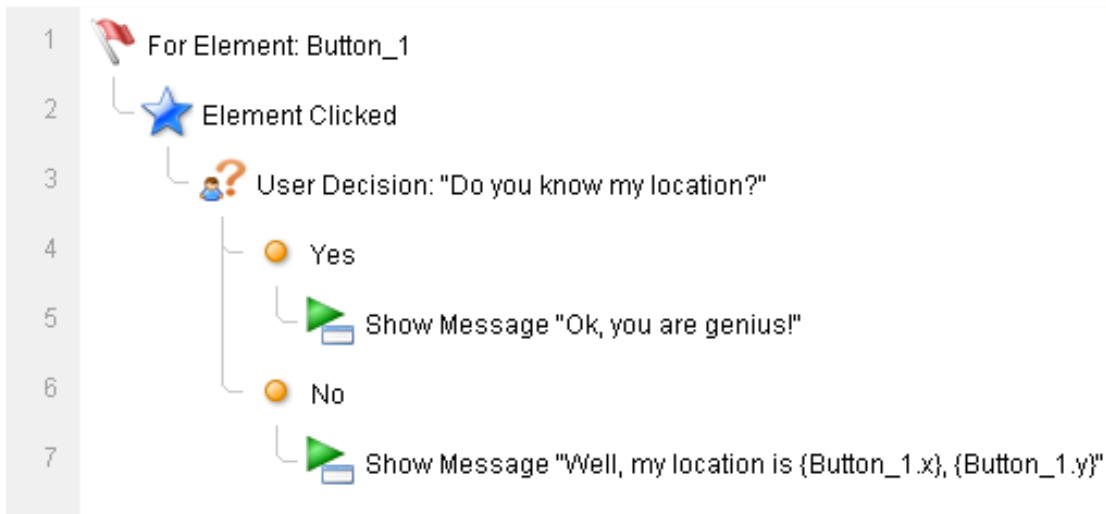 1 For Element: Button_1
2 Element Clicked
3 User Decision: "Do you know my location?"
4 Yes
5 Show Message "Ok, you are genius!"
6 No
7 Show Message "Well, my location is {Button_1.x}, {Button_1.y}"